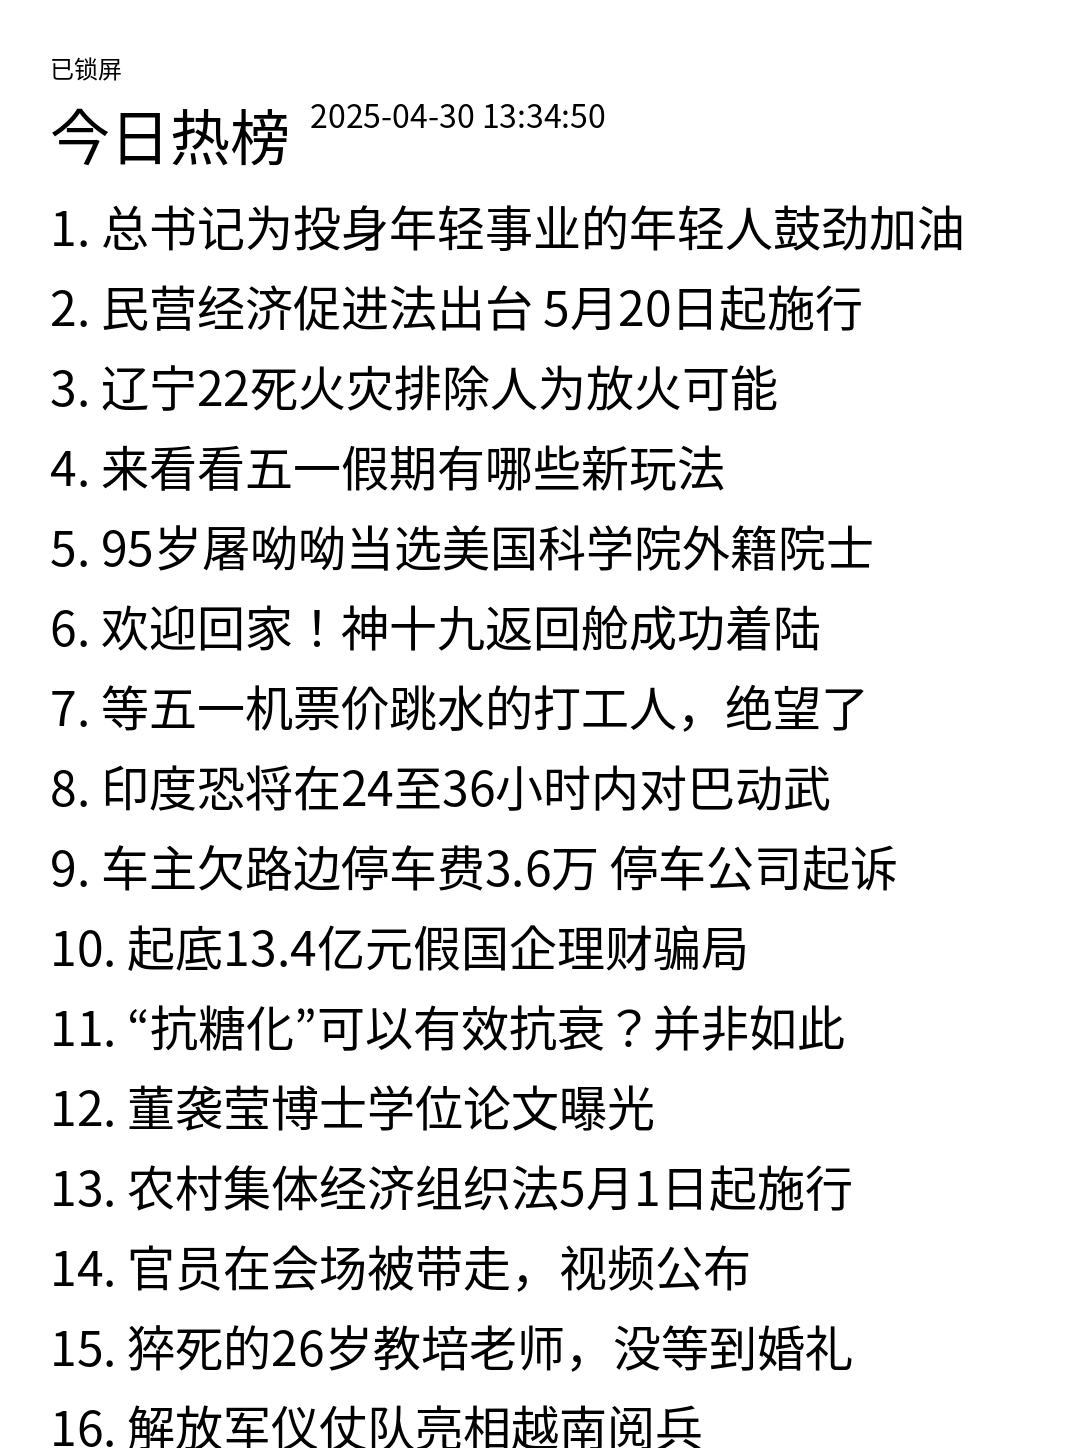 已锁屏
今日热榜 2025-04-30 13:34:50
1. 总书记为投身年轻事业的年轻人鼓劲加油
2. 民营经济促进法出台 5月20日起施行
3. 辽宁22死火灾排除人为放火可能
4. 来看看五一假期有哪些新玩法
5. 95岁屠呦呦当选美国科学院外籍院士
6. 欢迎回家！神十九返回舱成功着陆
7. 等五一机票价跳水的打工人，绝望了
8. 印度恐将在24至36小时内对巴动武
9. 车主欠路边停车费3.6万 停车公司起诉
10. 起底13.4亿元假国企理财骗局
11. “抗糖化”可以有效抗衰？并非如此
12. 董袭莹博士学位论文曝光
13. 农村集体经济组织法5月1日起施行
14. 官员在会场被带走，视频公布
15. 猝死的26岁教培老师，没等到婚礼
16. 解放军仪仗队亮相越南阅兵